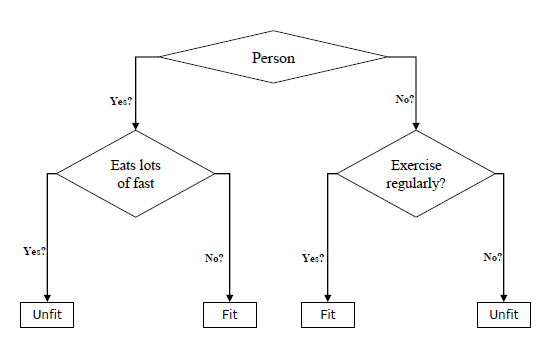 Person
Yes?
No?
Eats lots
of fast
Exercise
regularly?
Yes?
No?
Yes?
No?
Unfit
Fit
Fit
Unfit